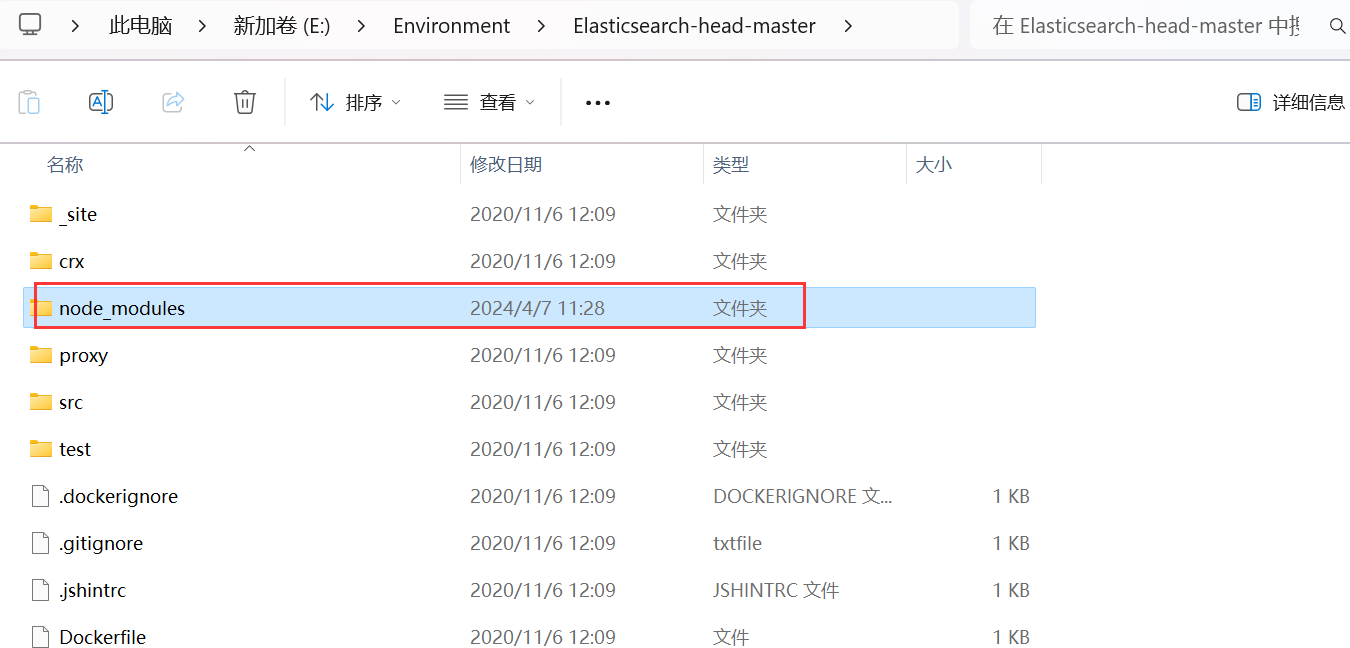 此电脑 新加卷 (E:) Environment Elasticsearch-head-master 在 Elasticsearch-head-master 中
排序 查看 详细信息
名称 修改日期 类型 大小
_site 2020/11/6 12:09 文件夹
crx 2020/11/6 12:09 文件夹
node_modules 2024/4/7 11:28 文件夹
proxy 2020/11/6 12:09 文件夹
src 2020/11/6 12:09 文件夹
test 2020/11/6 12:09 文件夹
.dockerignore 2020/11/6 12:09 DOCKERIGNORE 文... 1 KB
.gitignore 2020/11/6 12:09 txtfile 1 KB
.jshintrc 2020/11/6 12:09 JSHINTRC 文件 1 KB
Dockerfile 2020/11/6 12:09 文件 1 KB